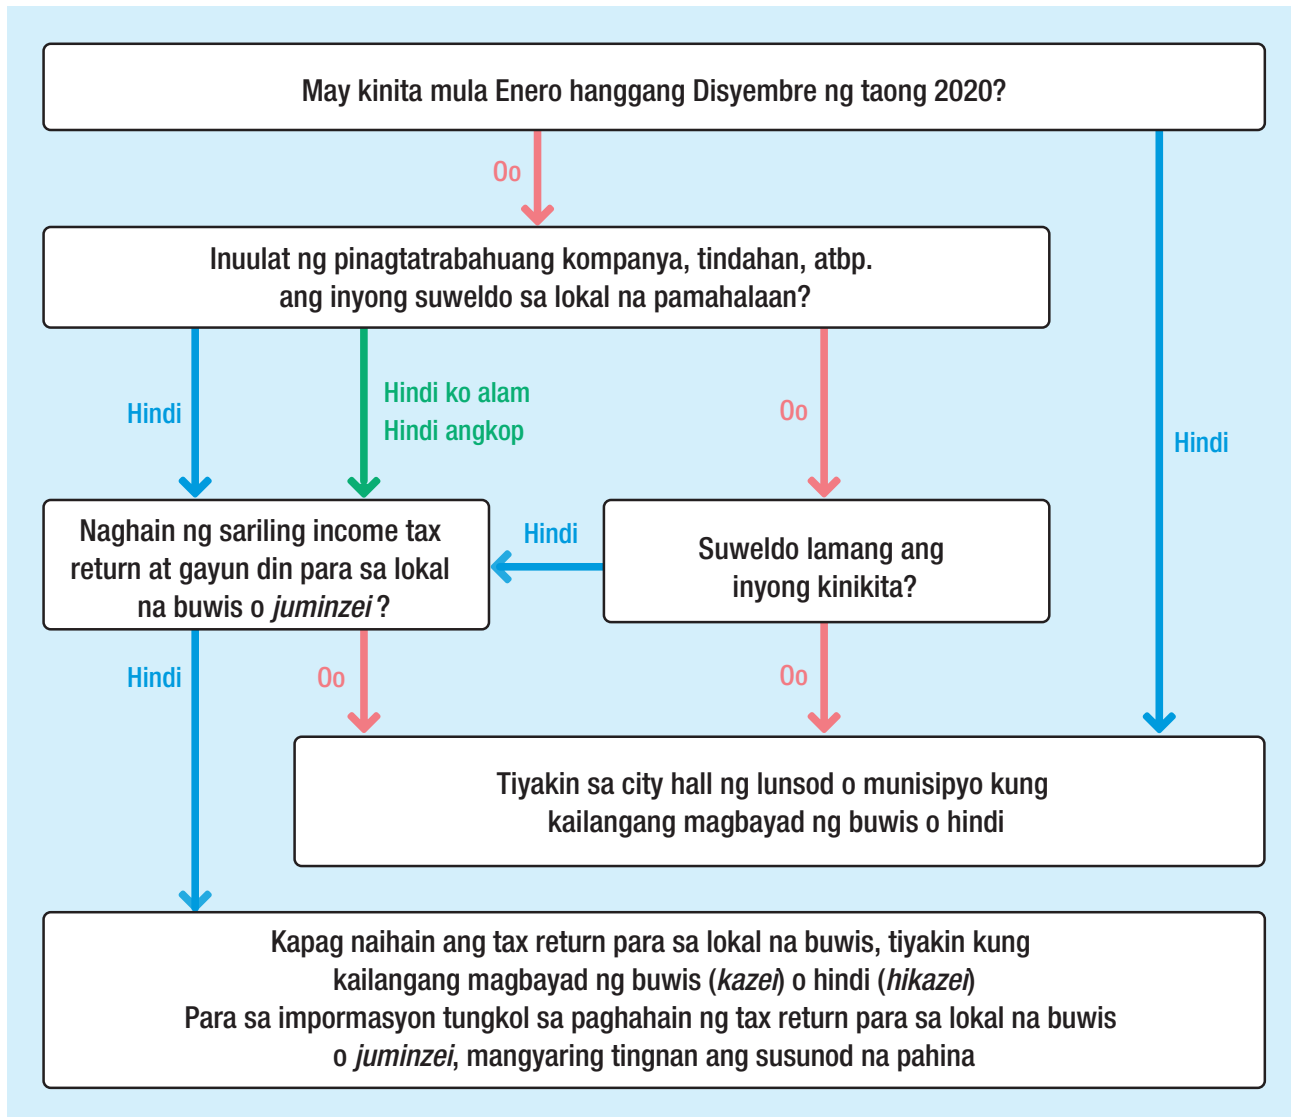 May kinita mula Enero hanggang Disyembre ng taong 2020?
Oo
Inuulat ng pinagtatrabahuang kompanya, tindahan, atbp.
ang inyong suweldo sa lokal na pamahalaan?
Hindi
Hindi ko alam
Hindi angkop
Oo
Hindi
Naghain ng sariling income tax
return at gayun din para sa lokal
na buwis o juminzei ?
Hindi
Suweldo lamang ang
inyong kinikita?
Hindi
Oo
Oo
Tiyakin sa city hall ng lunsod o munisipyo kung
kailangang magbayad ng buwis o hindi
Kapag naihain ang tax return para sa lokal na buwis, tiyakin kung
kailangang magbayad ng buwis (kazei) o hindi (hikazei)
Para sa impormasyon tungkol sa paghahain ng tax return para sa lokal na buwis
o juminzei, mangyaring tingnan ang susunod na pahina